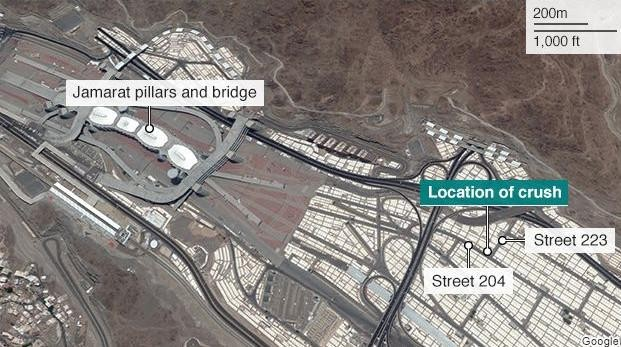 200m
1,000 ft
Jamarat pillars and bridge
Location of crush
Street 223
Street 204
Google